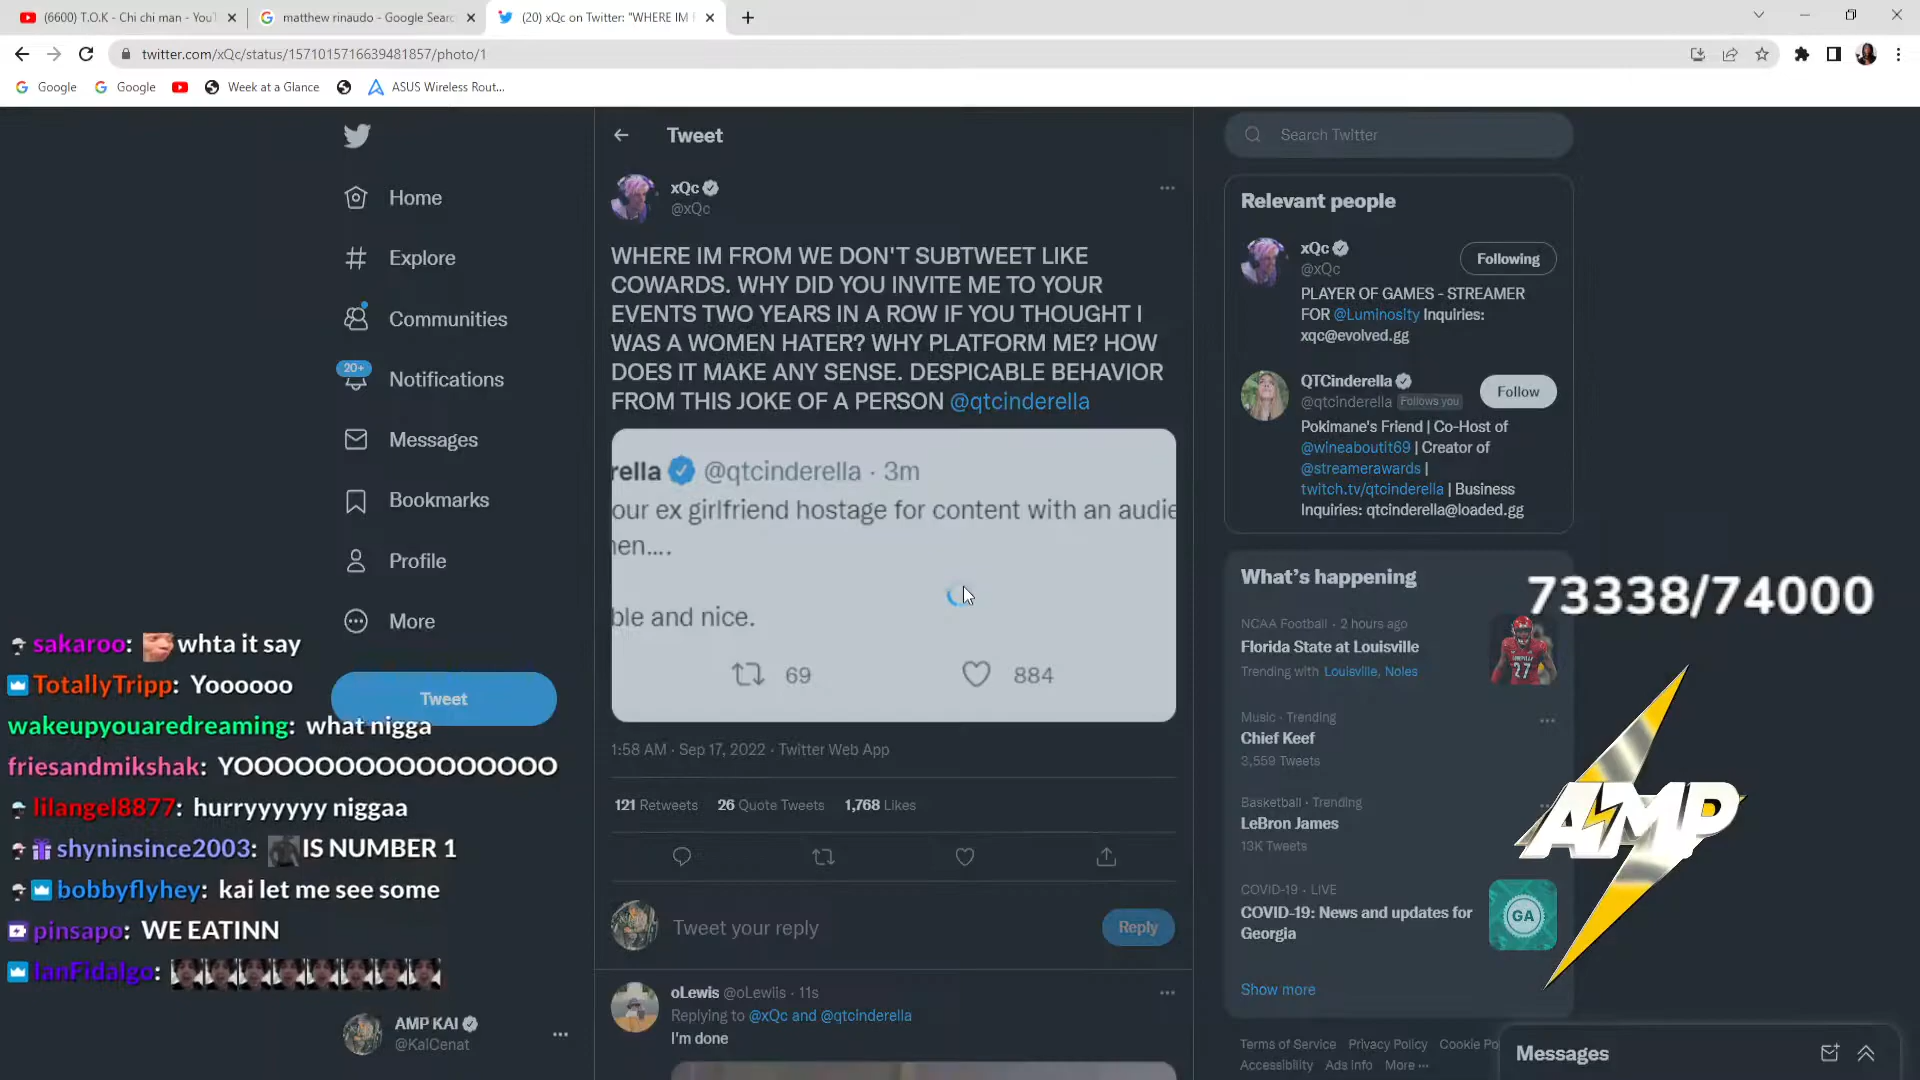 (6600) T.O.K - Chi chi man - YouT
matthew rinaudo - Google Searc
(20) xQc on Twitter: "WHERE IM F
twitter.com/xQc/status/1571015716639481857/photo/1
Google
Google
Week at a Glance
ASUS Wireless Rout...
Home
Explore
Communities
20+
Notifications
Messages
Bookmarks
Profile
More
Tweet
sakaroo: whta it say
TotallyTripp: Yoooooo
wakeupyouaredreaming: what nigga
friesandmikshak: YOOOOOOOOOOOOOOOO
lilangel8877: hurryyyyyy niggaa
shyninsince2003: IS NUMBER 1
bobbyflyhey: kai let me see some
pinsapo: WE EATINN
IanFidalgo:
AMP KAI
@KaiCenat
Tweet
xQc
@xQc
WHERE IM FROM WE DON'T SUBTWEET LIKE
COWARDS. WHY DID YOU INVITE ME TO YOUR
EVENTS TWO YEARS IN A ROW IF YOU THOUGHT I
WAS A WOMEN HATER? WHY PLATFORM ME? HOW
DOES IT MAKE ANY SENSE. DESPICABLE BEHAVIOR
FROM THIS JOKE OF A PERSON @qtcinderella
rella @qtcinderella · 3m
our ex girlfriend hostage for content with an audie
nen....
ble and nice.
69 884
1:58 AM · Sep 17, 2022 · Twitter Web App
121 Retweets 26 Quote Tweets 1,768 Likes
Tweet your reply
Reply
oLewis @oLewiis · 11s
Replying to @xQc and @qtcinderella
I'm done
Search Twitter
Relevant people
xQc
@xQc
Following
PLAYER OF GAMES - STREAMER
FOR @Luminosity Inquiries:
xqc@evolved.gg
QTCinderella
@qtcinderella Follows you
Follow
Pokimane's Friend | Co-Host of
@wineaboutit69 | Creator of
@streamerawards |
twitch.tv/qtcinderella | Business
Inquiries: qtcinderella@loaded.gg
What's happening
73338/74000
NCAA Football · 2 hours ago
Florida State at Louisville
Trending with Louisville, Noles
Music · Trending
Chief Keef
3,559 Tweets
Basketball · Trending
LeBron James
13K Tweets
COVID-19 · LIVE
COVID-19: News and updates for
Georgia
GA
Show more
AMP
Terms of Service Privacy Policy Cookie Po
Accessibility Ads info More ...
Messages